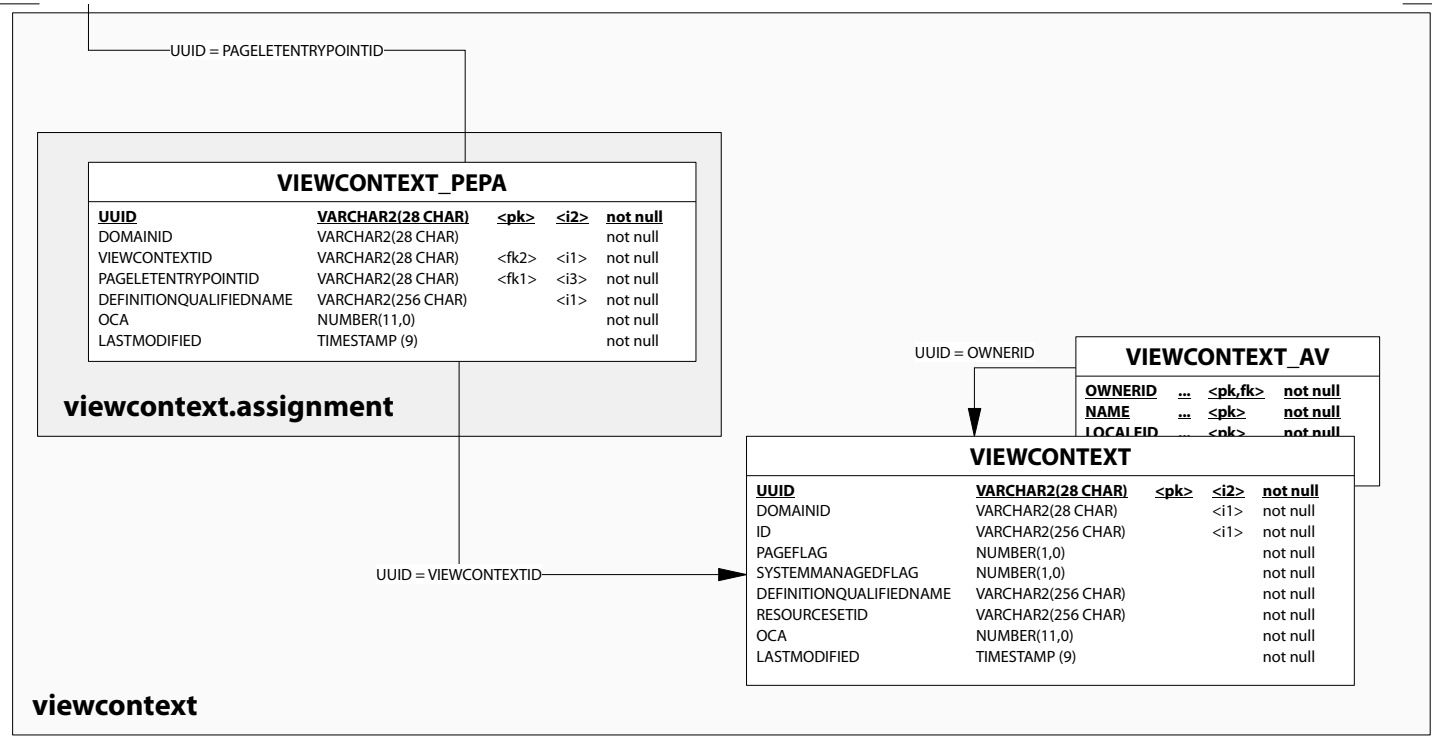 UUID = PAGELETENTRYPOINTID
VIEWCONTEXT_PEPA
UUID VARCHAR2(28 CHAR) <pk> <i2> not null
DOMAINID VARCHAR2(28 CHAR) not null
VIEWCONTEXTID VARCHAR2(28 CHAR) <fk2> <i1> not null
PAGELETENTRYPOINTID VARCHAR2(28 CHAR) <fk1> <i3> not null
DEFINITIONQUALIFIEDNAME VARCHAR2(256 CHAR) <i1> not null
OCA NUMBER(11,0) not null
LASTMODIFIED TIMESTAMP (9) not null
viewcontext.assignment
UUID = OWNERID
VIEWCONTEXT_AV
OWNERID ... <pk,fk> not null
NAME ... <pk> not null
LOCALEID ... <pk> not null
VIEWCONTEXT
UUID VARCHAR2(28 CHAR) <pk> <i2> not null
DOMAINID VARCHAR2(28 CHAR) <i1> not null
ID VARCHAR2(256 CHAR) <i1> not null
PAGEFLAG NUMBER(1,0) not null
SYSTEMMANAGEDFLAG NUMBER(1,0) not null
DEFINITIONQUALIFIEDNAME VARCHAR2(256 CHAR) not null
RESOURCESETID VARCHAR2(256 CHAR) not null
OCA NUMBER(11,0) not null
LASTMODIFIED TIMESTAMP (9) not null
UUID = VIEWCONTEXTID
viewcontext